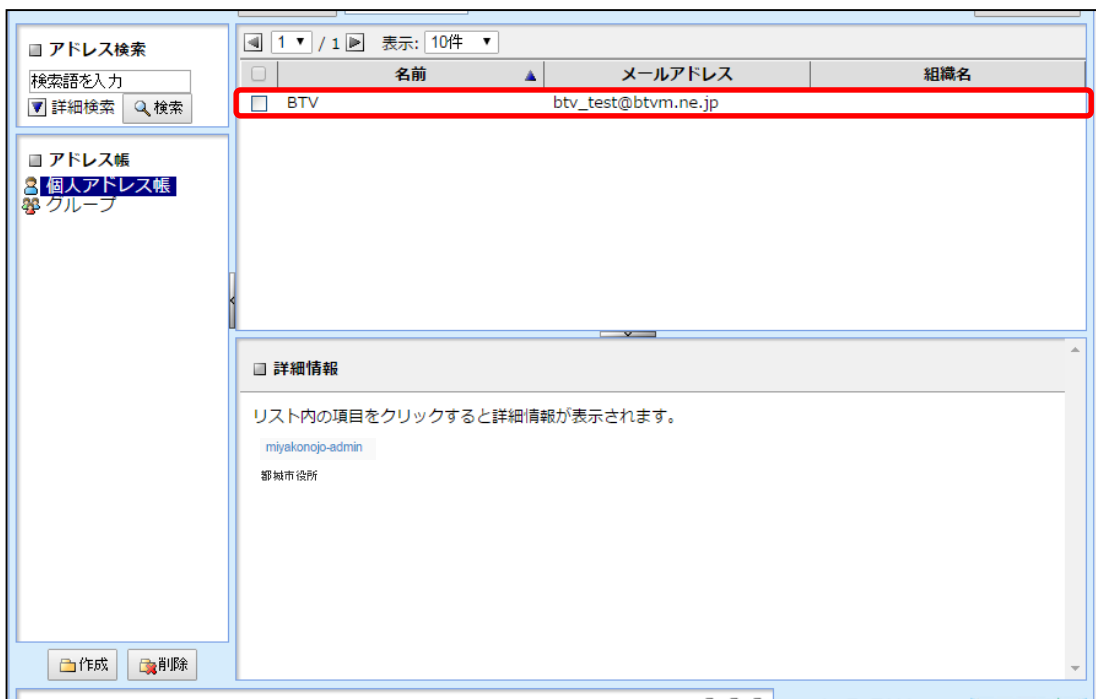 アドレス検索
検索語を入力
詳細検索 検索
アドレス帳
個人アドレス帳
グループ
作成 削除
1 / 1 表示: 10件
名前 メールアドレス 組織名
BTV btv_test@btvm.ne.jp
詳細情報
リスト内の項目をクリックすると詳細情報が表示されます。
miyakonojo-admin
都城市役所